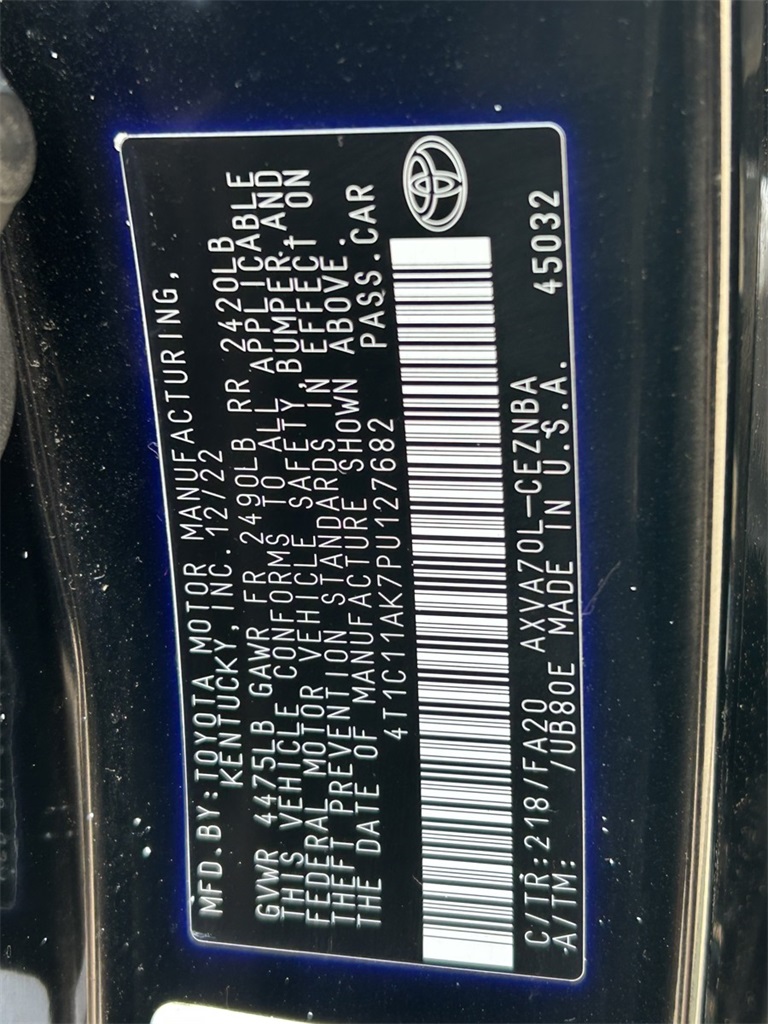 MFD.BY:TOYOTA MOTOR MANUFACTURING,
KENTUCKY, INC. 12/22
GVWR 4475LB GAWR FR 2490LB RR 2420LB
THIS VEHICLE CONFORMS TO ALL APPLICABLE
FEDERAL MOTOR VEHICLE SAFETY, BUMPER, AND
THEFT PREVENTION STANDARDS IN EFFECT ON
THE DATE OF MANUFACTURE SHOWN ABOVE.
4T1C11AK7PU127682 PASS.CAR
C/TR:218/FA20 AXVA70L-CEZNBA 45032
A/TM: /UB80E MADE IN U.S.A.